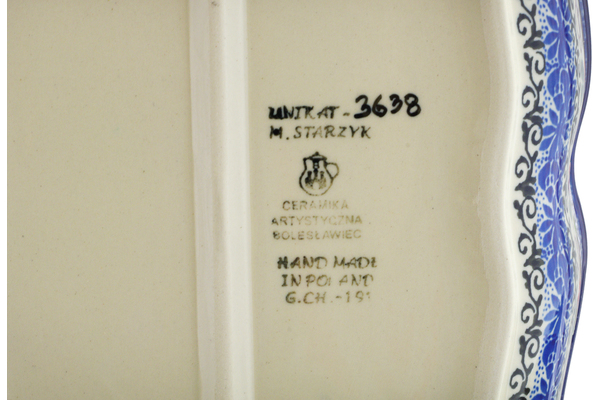 UNIKAT-3638
M. STARZYK
CERAMIKA
ARTYSTYCZNA
BOLESŁAWIEC
HAND MADE
IN POLAND
G.CH.-191